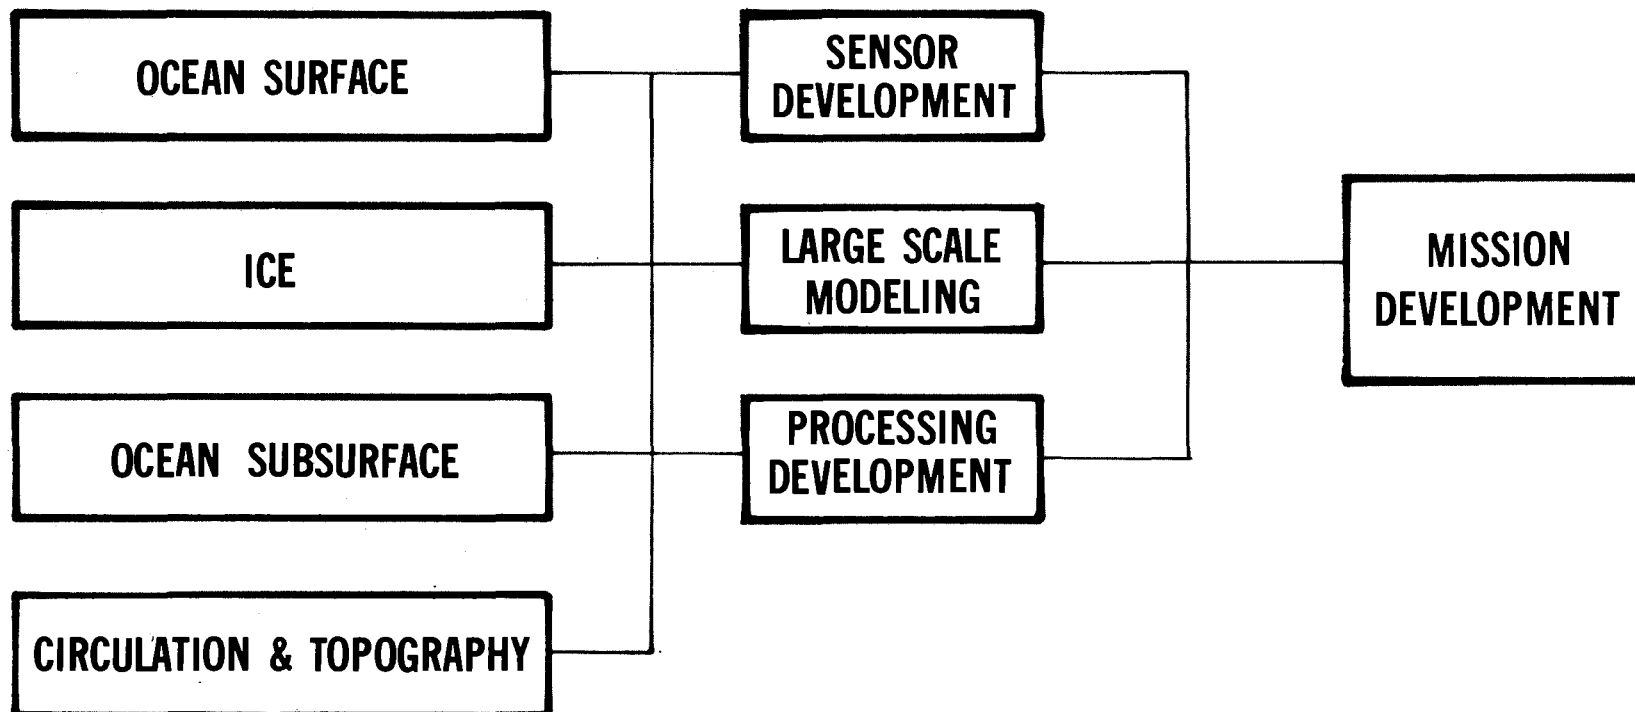 OCEAN SURFACE
SENSOR
DEVELOPMENT
ICE
LARGE SCALE
MODELING
MISSION
DEVELOPMENT
OCEAN SUBSURFACE
PROCESSING
DEVELOPMENT
CIRCULATION & TOPOGRAPHY